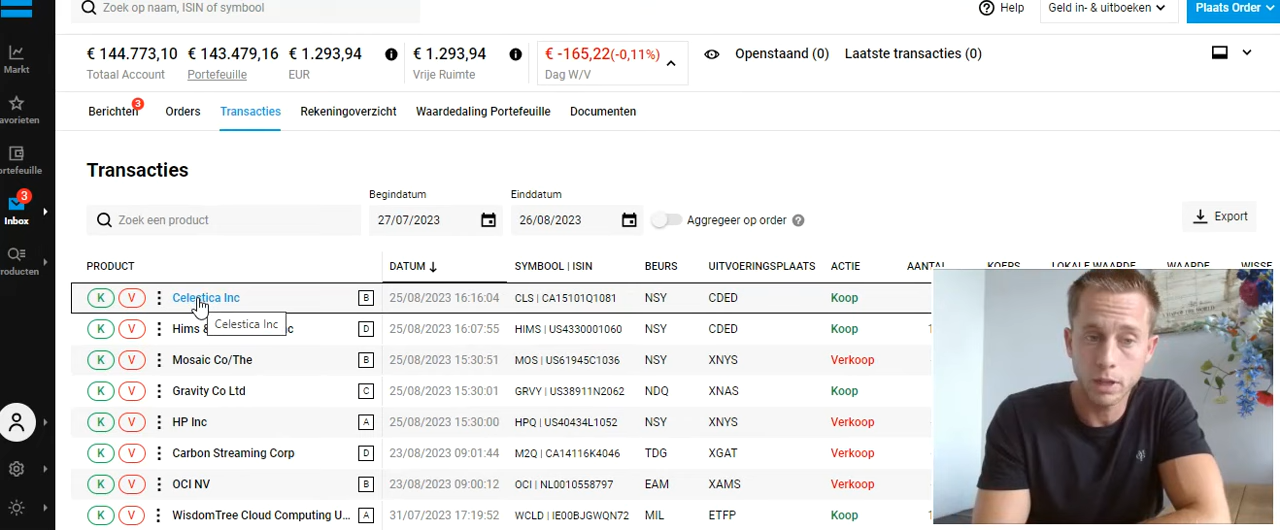 Zoek op naam, ISIN of symbool
Help
Geld in- & uitboeken
Plaats Order
Markt
€ 144.773,10
Totaal Account
€ 143.479,16
Portefeuille
€ 1.293,94
EUR
€ 1.293,94
Vrije Ruimte
€ -165,22(-0,11%)
Dag W/V
Openstaand (0)
Laatste transacties (0)
avorieten
ortefeuille
3
Inbox
roducten
Berichten 3
Orders
Transacties
Rekeningoverzicht
Waardedaling Portefeuille
Documenten
Transacties
Begindatum
Einddatum
Zoek een product
27/07/2023
26/08/2023
Aggregeer op order ?
Export
PRODUCT DATUM ↓ SYMBOOL | ISIN BEURS UITVOERINGSPLAATS ACTIE AANTAL KOERS LOKALE WAARDE WAARDE WISSE
K V Celestica Inc B 25/08/2023 16:16:04 CLS | CA15101Q1081 NSY CDED Koop
Celestica Inc
K V Hims & D 25/08/2023 16:07:55 HIMS | US4330001060 NSY CDED Koop
K V Mosaic Co/The B 25/08/2023 15:30:51 MOS | US61945C1036 NSY XNYS Verkoop
K V Gravity Co Ltd C 25/08/2023 15:30:01 GRVY | US38911N2062 NDQ XNAS Koop
K V HP Inc A 25/08/2023 15:30:00 HPQ | US40434L1052 NSY XNYS Verkoop
K V Carbon Streaming Corp D 23/08/2023 09:01:44 M2Q | CA14116K4046 TDG XGAT Verkoop
K V OCI NV B 23/08/2023 09:00:12 OCI | NL0010558797 EAM XAMS Verkoop
K V WisdomTree Cloud Computing U... A 31/07/2023 17:19:52 WCLD | IE00BJGWQN72 MIL ETFP Koop